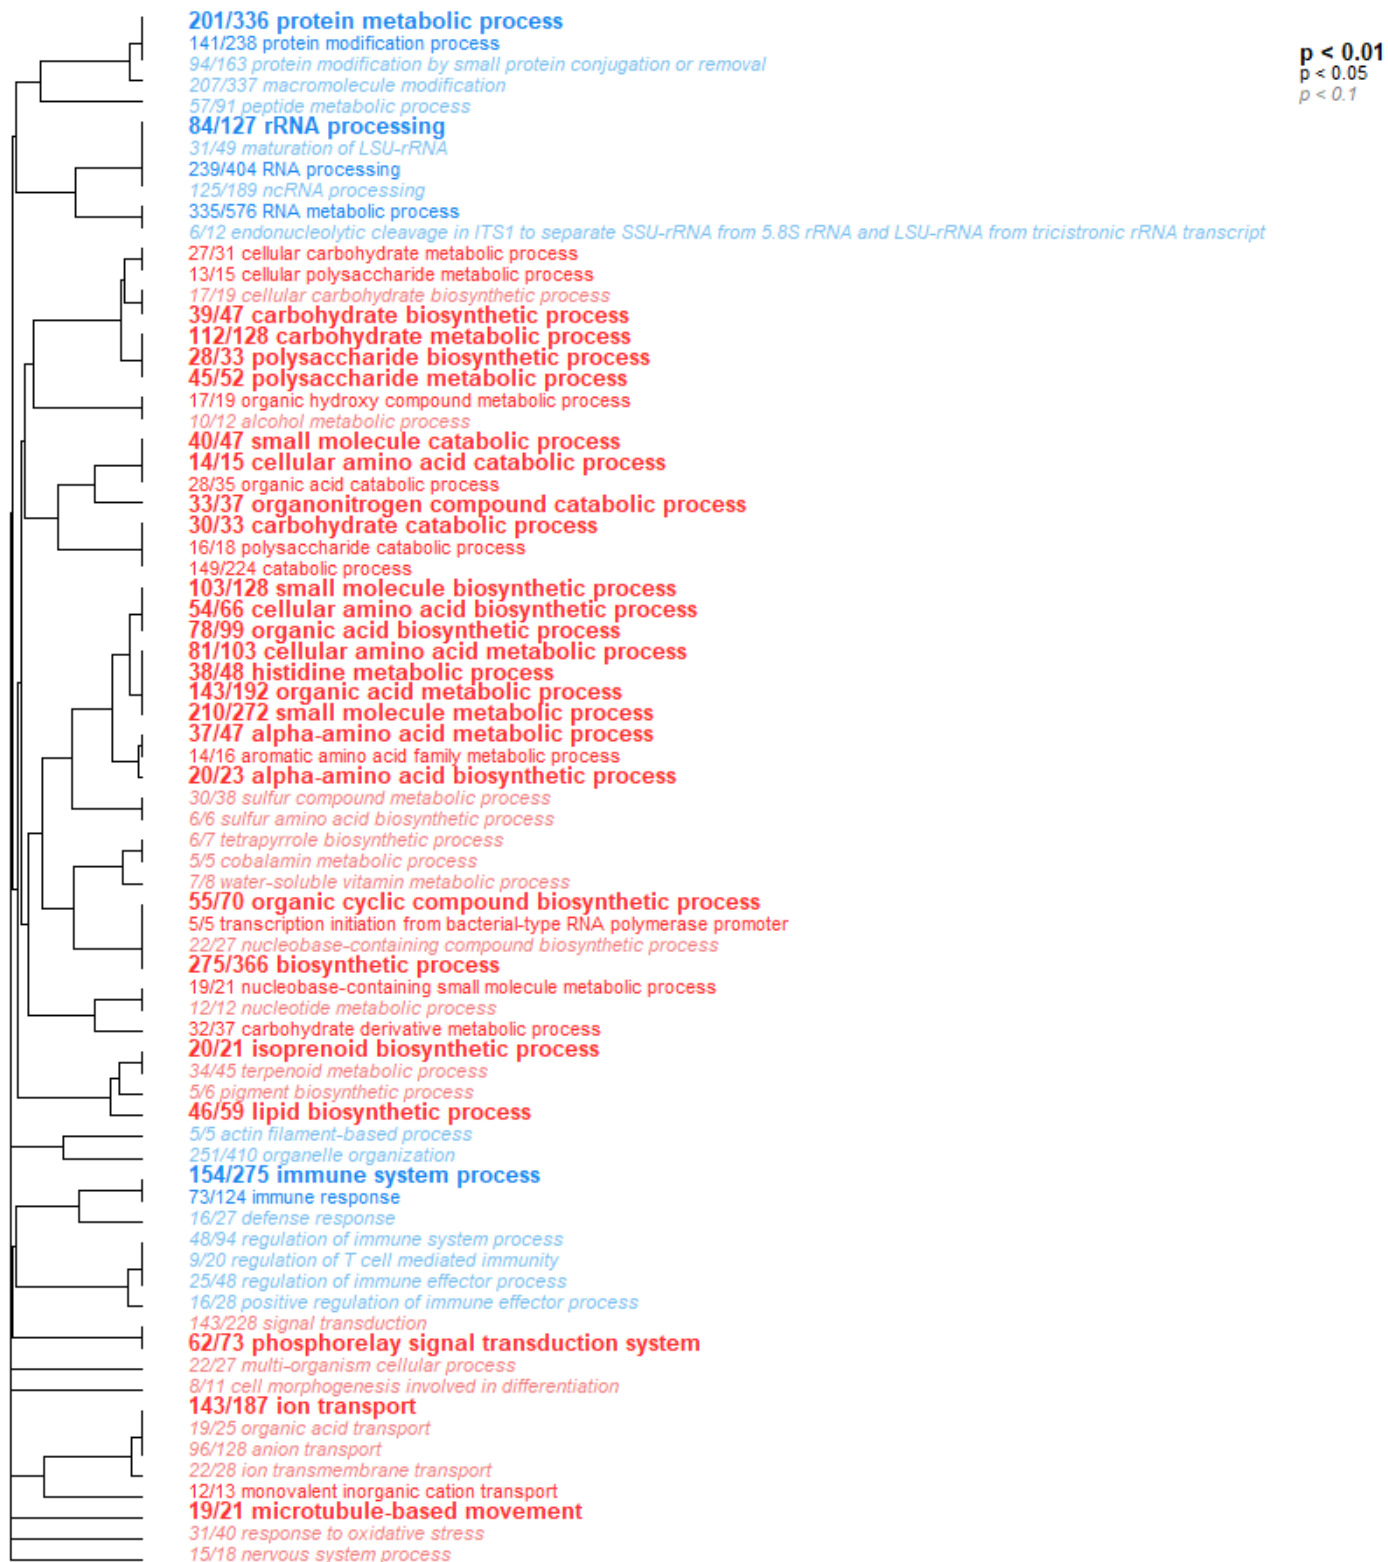 201/336 protein metabolic process
141/238 protein modification process
94/163 protein modification by small protein conjugation or removal
207/337 macromolecule modification
57/91 peptide metabolic process
84/127 rRNA processing
31/49 maturation of LSU-rRNA
239/404 RNA processing
125/189 ncRNA processing
335/576 RNA metabolic process
6/12 endonucleolytic cleavage in ITS1 to separate SSU-rRNA from 5.8S rRNA and LSU-rRNA from tricistronic rRNA transcript
27/31 cellular carbohydrate metabolic process
13/15 cellular polysaccharide metabolic process
17/19 cellular carbohydrate biosynthetic process
39/47 carbohydrate biosynthetic process
112/128 carbohydrate metabolic process
28/33 polysaccharide biosynthetic process
45/52 polysaccharide metabolic process
17/19 organic hydroxy compound metabolic process
10/12 alcohol metabolic process
40/47 small molecule catabolic process
14/15 cellular amino acid catabolic process
28/35 organic acid catabolic process
33/37 organonitrogen compound catabolic process
30/33 carbohydrate catabolic process
16/18 polysaccharide catabolic process
149/224 catabolic process
103/128 small molecule biosynthetic process
54/66 cellular amino acid biosynthetic process
78/99 organic acid biosynthetic process
81/103 cellular amino acid metabolic process
38/48 histidine metabolic process
143/192 organic acid metabolic process
210/272 small molecule metabolic process
37/47 alpha-amino acid metabolic process
14/16 aromatic amino acid family metabolic process
20/23 alpha-amino acid biosynthetic process
30/38 sulfur compound metabolic process
6/6 sulfur amino acid biosynthetic process
6/7 tetrapyrrole biosynthetic process
5/5 cobalamin metabolic process
7/8 water-soluble vitamin metabolic process
55/70 organic cyclic compound biosynthetic process
5/5 transcription initiation from bacterial-type RNA polymerase promoter
22/27 nucleobase-containing compound biosynthetic process
275/366 biosynthetic process
19/21 nucleobase-containing small molecule metabolic process
12/12 nucleotide metabolic process
32/37 carbohydrate derivative metabolic process
20/21 isoprenoid biosynthetic process
34/45 terpenoid metabolic process
5/6 pigment biosynthetic process
46/59 lipid biosynthetic process
5/5 actin filament-based process
251/410 organelle organization
154/275 immune system process
73/124 immune response
16/27 defense response
48/94 regulation of immune system process
9/20 regulation of T cell mediated immunity
25/48 regulation of immune effector process
16/28 positive regulation of immune effector process
143/228 signal transduction
62/73 phosphorelay signal transduction system
22/27 multi-organism cellular process
8/11 cell morphogenesis involved in differentiation
143/187 ion transport
19/25 organic acid transport
96/128 anion transport
22/28 ion transmembrane transport
12/13 monovalent inorganic cation transport
19/21 microtubule-based movement
31/40 response to oxidative stress
15/18 nervous system process
p < 0.01
p < 0.05
p < 0.1